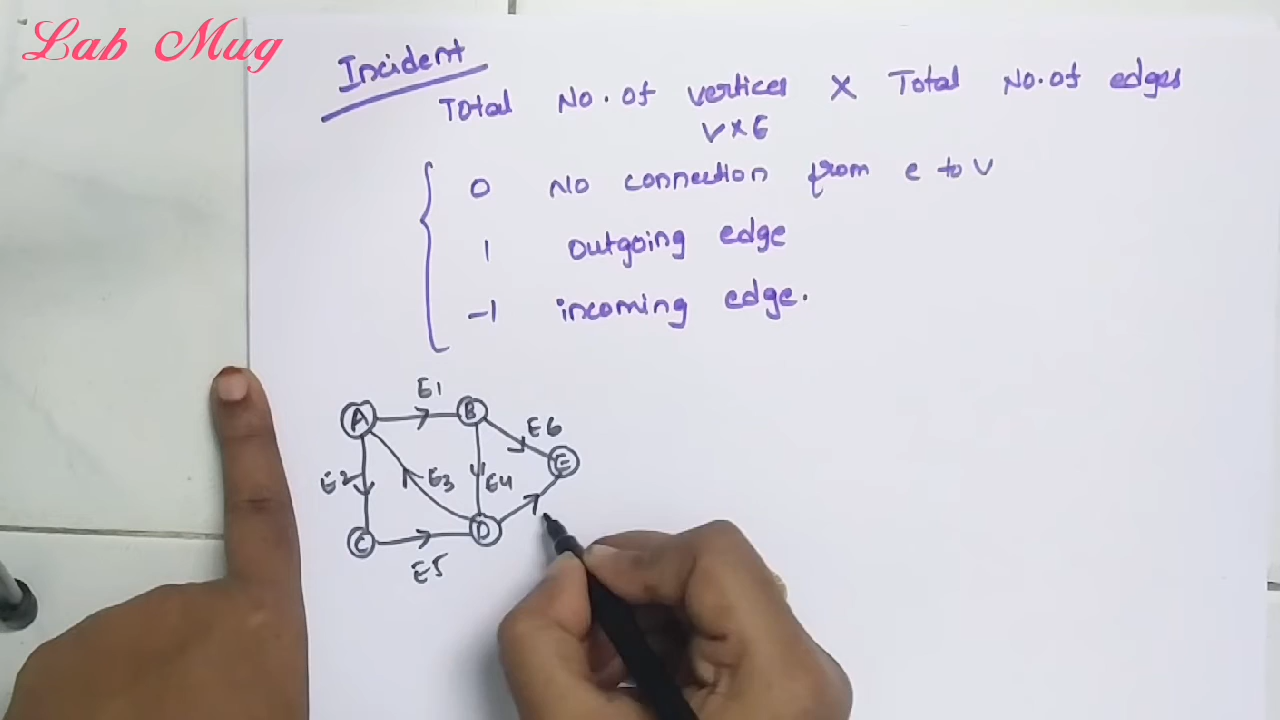 Lab Mug
Incident
Total No. of vertices X Total No. of edges
V×E
0 No connection from e to v
1 outgoing edge
-1 incoming edge.
E1
A B
E6
E
E2 E3 E4
C D
E5